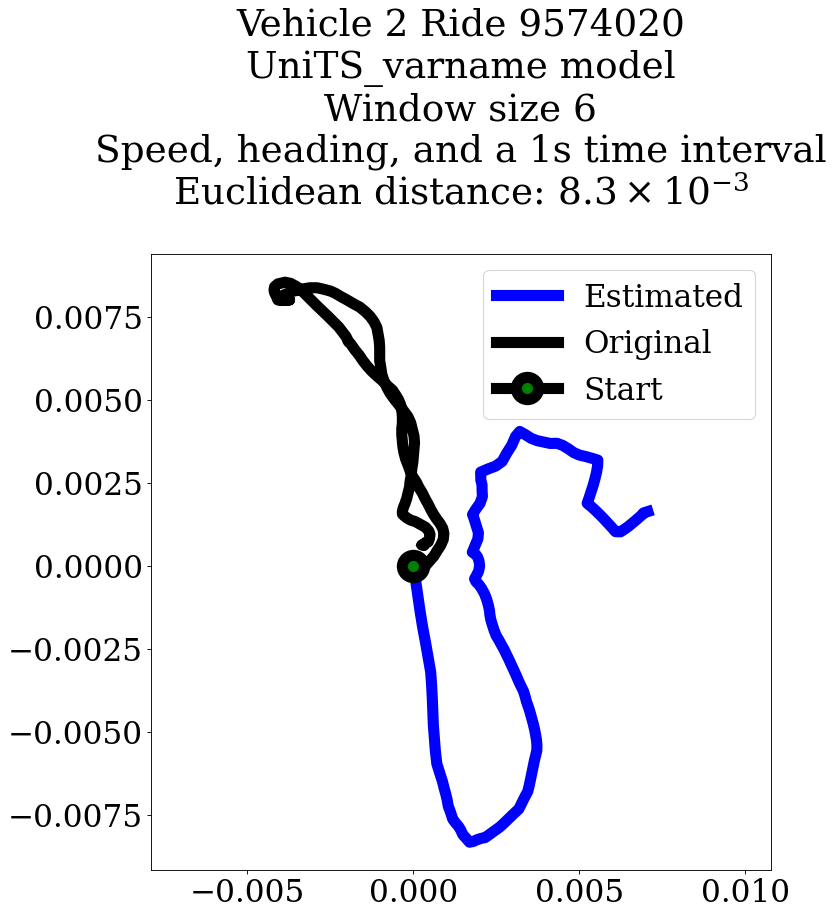 Vehicle 2 Ride 9574020
UniTS_varname model
Window size 6
Speed, heading, and a 1s time interval
Euclidean distance: 8.3 × 10⁻³
Estimated
Original
Start
0.0075
0.0050
0.0025
0.0000
−0.0025
−0.0050
−0.0075
−0.005
0.000
0.005
0.010